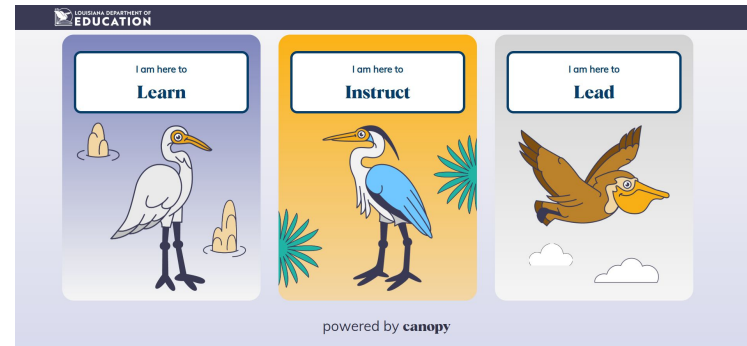 LOUISIANA DEPARTMENT OF
EDUCATION
I am here to
Learn
I am here to
Instruct
I am here to
Lead
powered by canopy